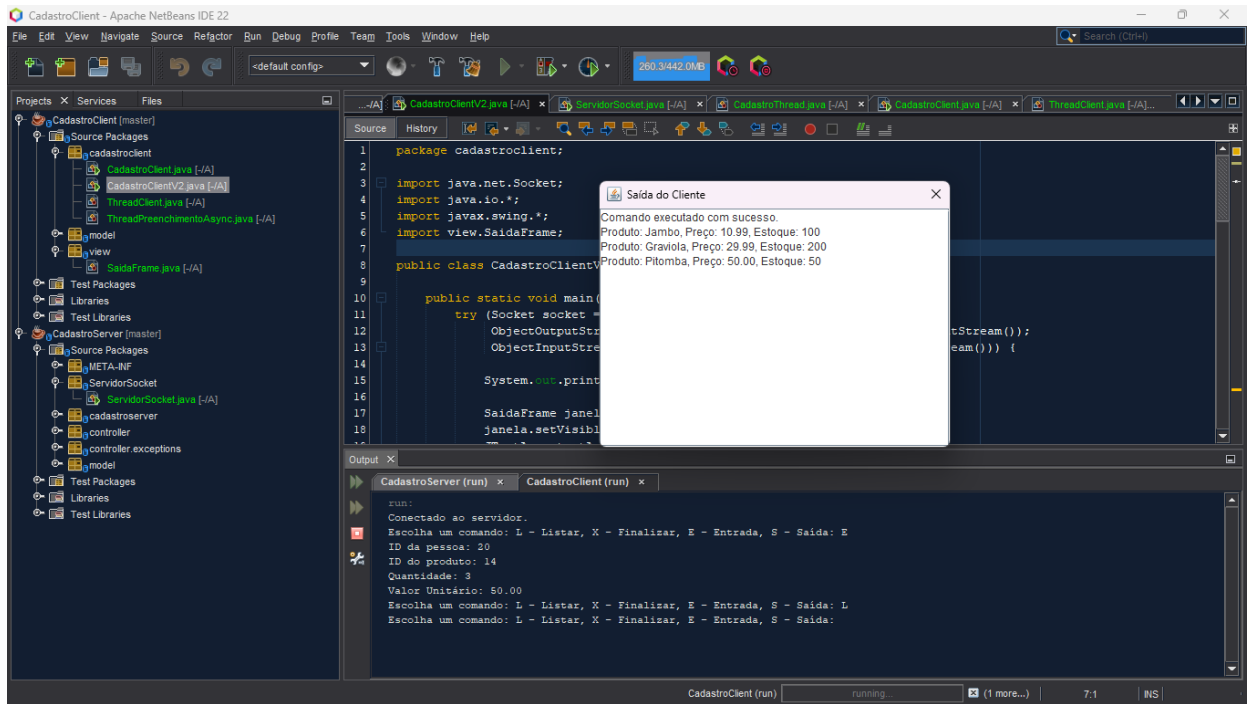 CadastroClient - Apache NetBeans IDE 22
File Edit View Navigate Source Refactor Run Debug Profile Team Tools Window Help
Search (Ctrl+I)
<default config>
260.3/442.0MB
Projects Services Files
CadastroClient [master]
Source Packages
cadastroclient
CadastroClient.java [-/A]
CadastroClientV2.java [-/A]
ThreadClient.java [-/A]
ThreadPreenchimentoAsync.java [-/A]
model
view
SaidaFrame.java [-/A]
Test Packages
Libraries
Test Libraries
CadastroServer [master]
Source Packages
META-INF
ServidorSocket
ServidorSocket.java [-/A]
cadastroserver
controller
controller.exceptions
model
Test Packages
Libraries
Test Libraries
...-/A] CadastroClientV2.java [-/A] ServidorSocket.java [-/A] CadastroThread.java [-/A] CadastroClient.java [-/A] ThreadClient.java [-/A]...
Source History
1 package cadastroclient;
2
3 import java.net.Socket;
4 import java.io.*;
5 import javax.swing.*;
6 import view.SaidaFrame;
7
8 public class CadastroClientV
9
10 public static void main(
11 try (Socket socket =
12 ObjectOutputStr tStream());
13 ObjectInputStre eam())) {
14
15 System.out.print
16
17 SaidaFrame janel
18 janela.setVisibl
Saída do Cliente
Comando executado com sucesso.
Produto: Jambo, Preço: 10.99, Estoque: 100
Produto: Graviola, Preço: 29.99, Estoque: 200
Produto: Pitomba, Preço: 50.00, Estoque: 50
Output
CadastroServer (run) CadastroClient (run)
run:
Conectado ao servidor.
Escolha um comando: L - Listar, X - Finalizar, E - Entrada, S - Saída: E
ID da pessoa: 20
ID do produto: 14
Quantidade: 3
Valor Unitário: 50.00
Escolha um comando: L - Listar, X - Finalizar, E - Entrada, S - Saída: L
Escolha um comando: L - Listar, X - Finalizar, E - Entrada, S - Saída:
CadastroClient (run) running... (1 more...) 7:1 INS